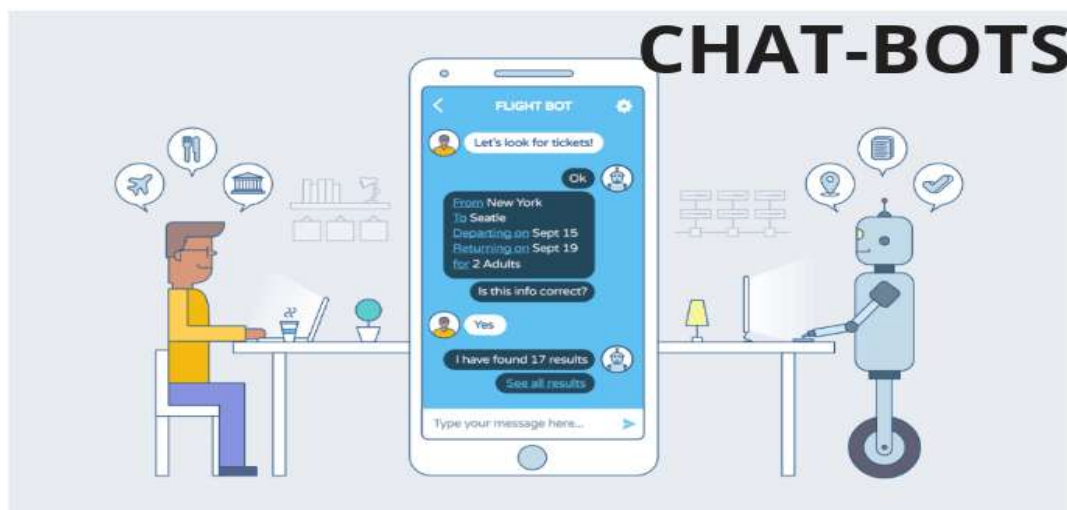 CHAT-BOTS
FLIGHT BOT
Let's look for tickets!
Ok
From New York
To Seatle
Departing on Sept 15
Returning on Sept 19
for 2 Adults
Is this info correct?
Yes
I have found 17 results
See all results
Type your message here...